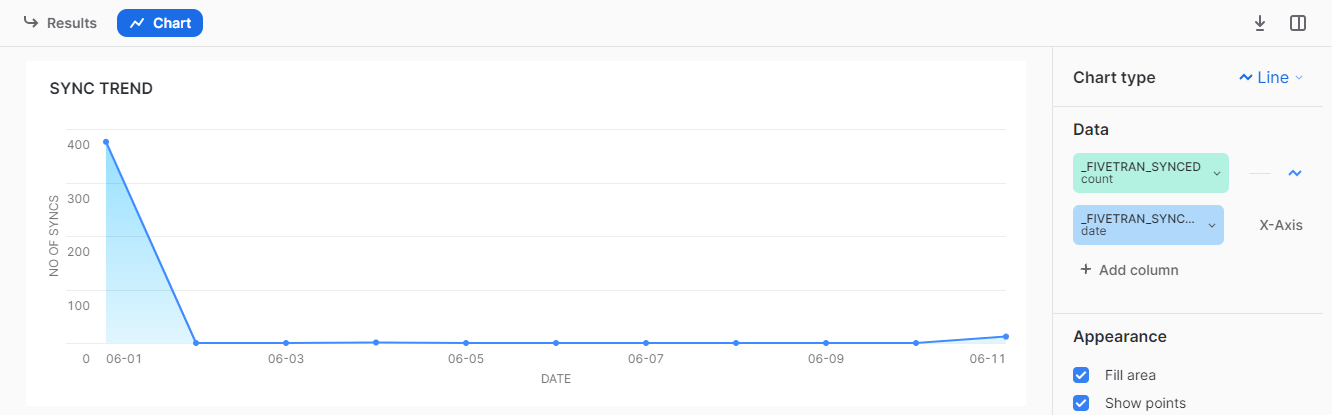 Results
Chart
SYNC TREND
400
300
200
100
0
NO OF SYNCS
06-01
06-03
06-05
06-07
06-09
06-11
DATE
Chart type
Line
Data
_FIVETRAN_SYNCED
count
_FIVETRAN_SYNC...
date
X-Axis
+ Add column
Appearance
Fill area
Show points